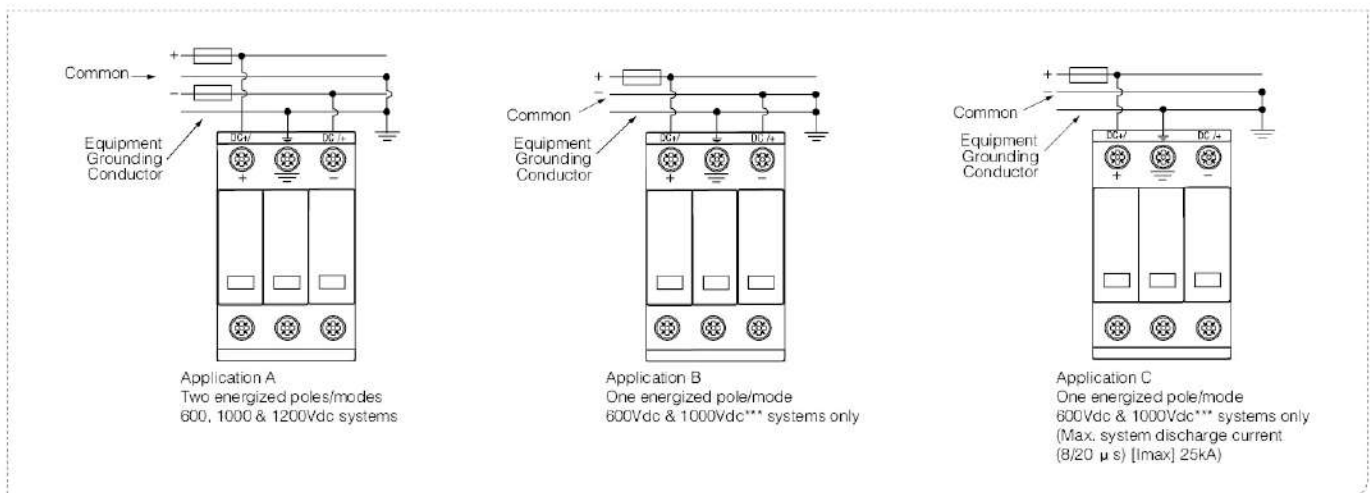 +
Common
−
Equipment
Grounding
Conductor
DC+/
DC /+
+
−
Application A
Two energized poles/modes
600, 1000 & 1200Vdc systems
+
−
Common
Equipment
Grounding
Conductor
DC+/
DC /+
+
−
Application B
One energized pole/mode
600Vdc & 1000Vdc*** systems only
+
−
Common
Equipment
Grounding
Conductor
DC+/
DC /+
+
−
Application C
One energized pole/mode
600Vdc & 1000Vdc*** systems only
(Max. system discharge current
(8/20 µ s) [Imax] 25kA)